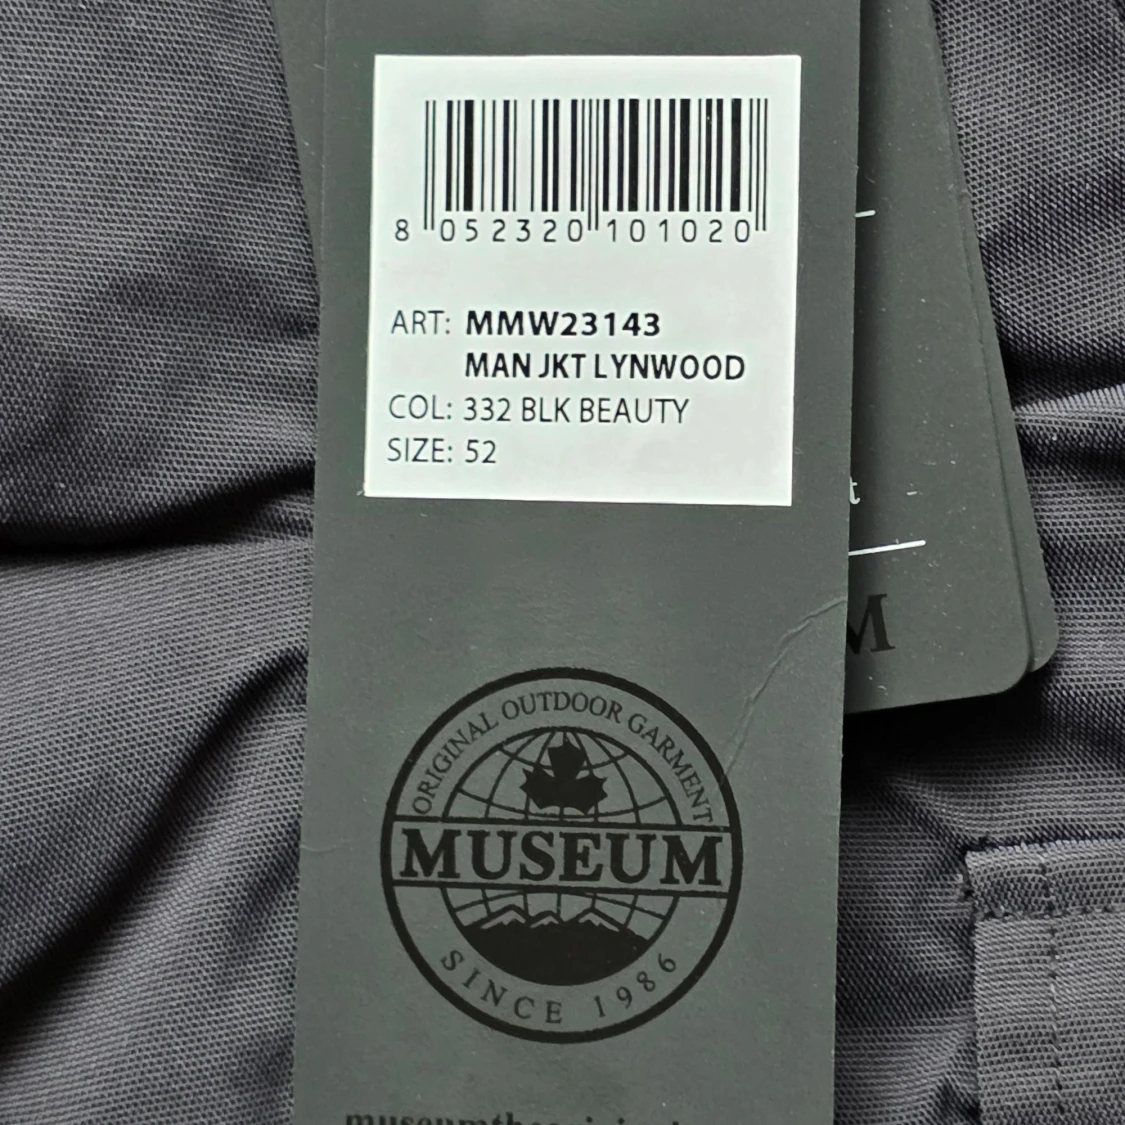 8 052320 101020
ART: MMW23143
MAN JKT LYNWOOD
COL: 332 BLK BEAUTY
SIZE: 52
t -
M
ORIGINAL OUTDOOR GARMENT
MUSEUM
SINCE 1986